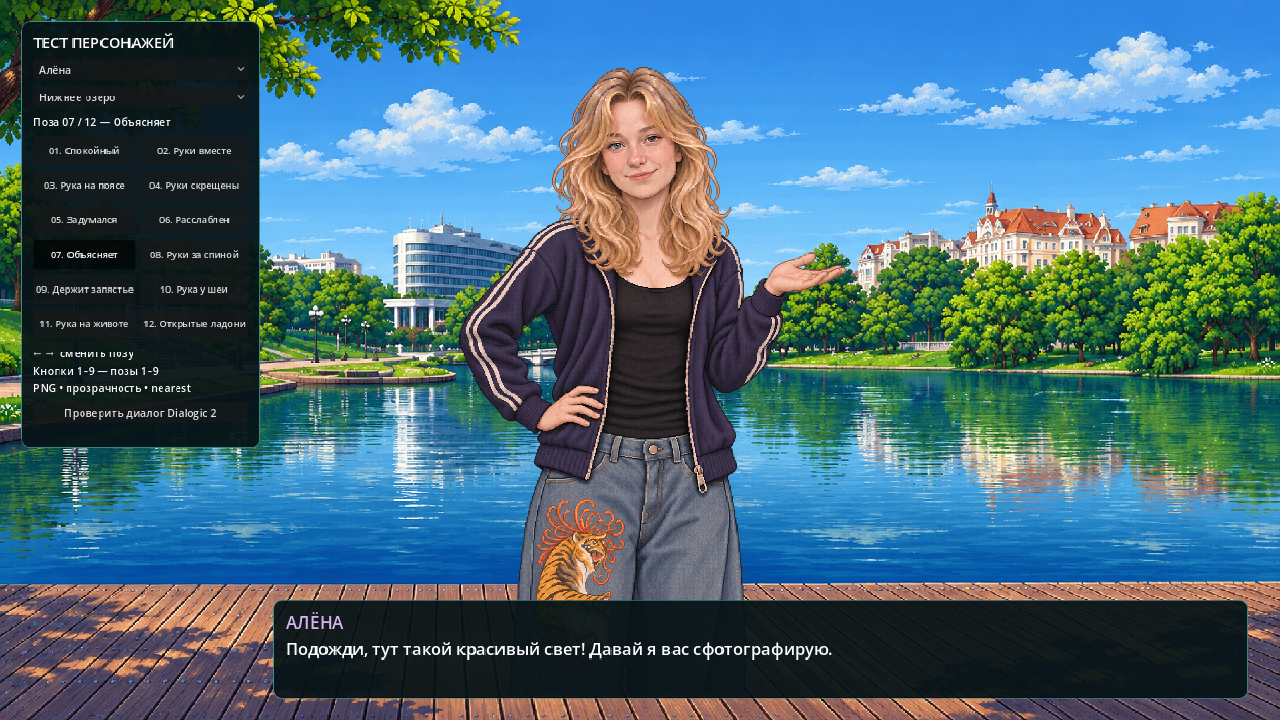 ТЕСТ ПЕРСОНАЖЕЙ
Алёна
Нижнее озеро
Поза 07 / 12 — Объясняет
01. Спокойный
02. Руки вместе
03. Рука на поясе
04. Руки скрещены
05. Задумался
06. Расслаблен
07. Объясняет
08. Руки за спиной
09. Держит запястье
10. Рука у шеи
11. Рука на животе
12. Открытые ладони
← → сменить позу
Кнопки 1–9 — позы 1–9
PNG • прозрачность • nearest
Проверить диалог Dialogic 2
АЛЁНА
Подожди, тут такой красивый свет! Давай я вас сфотографирую.